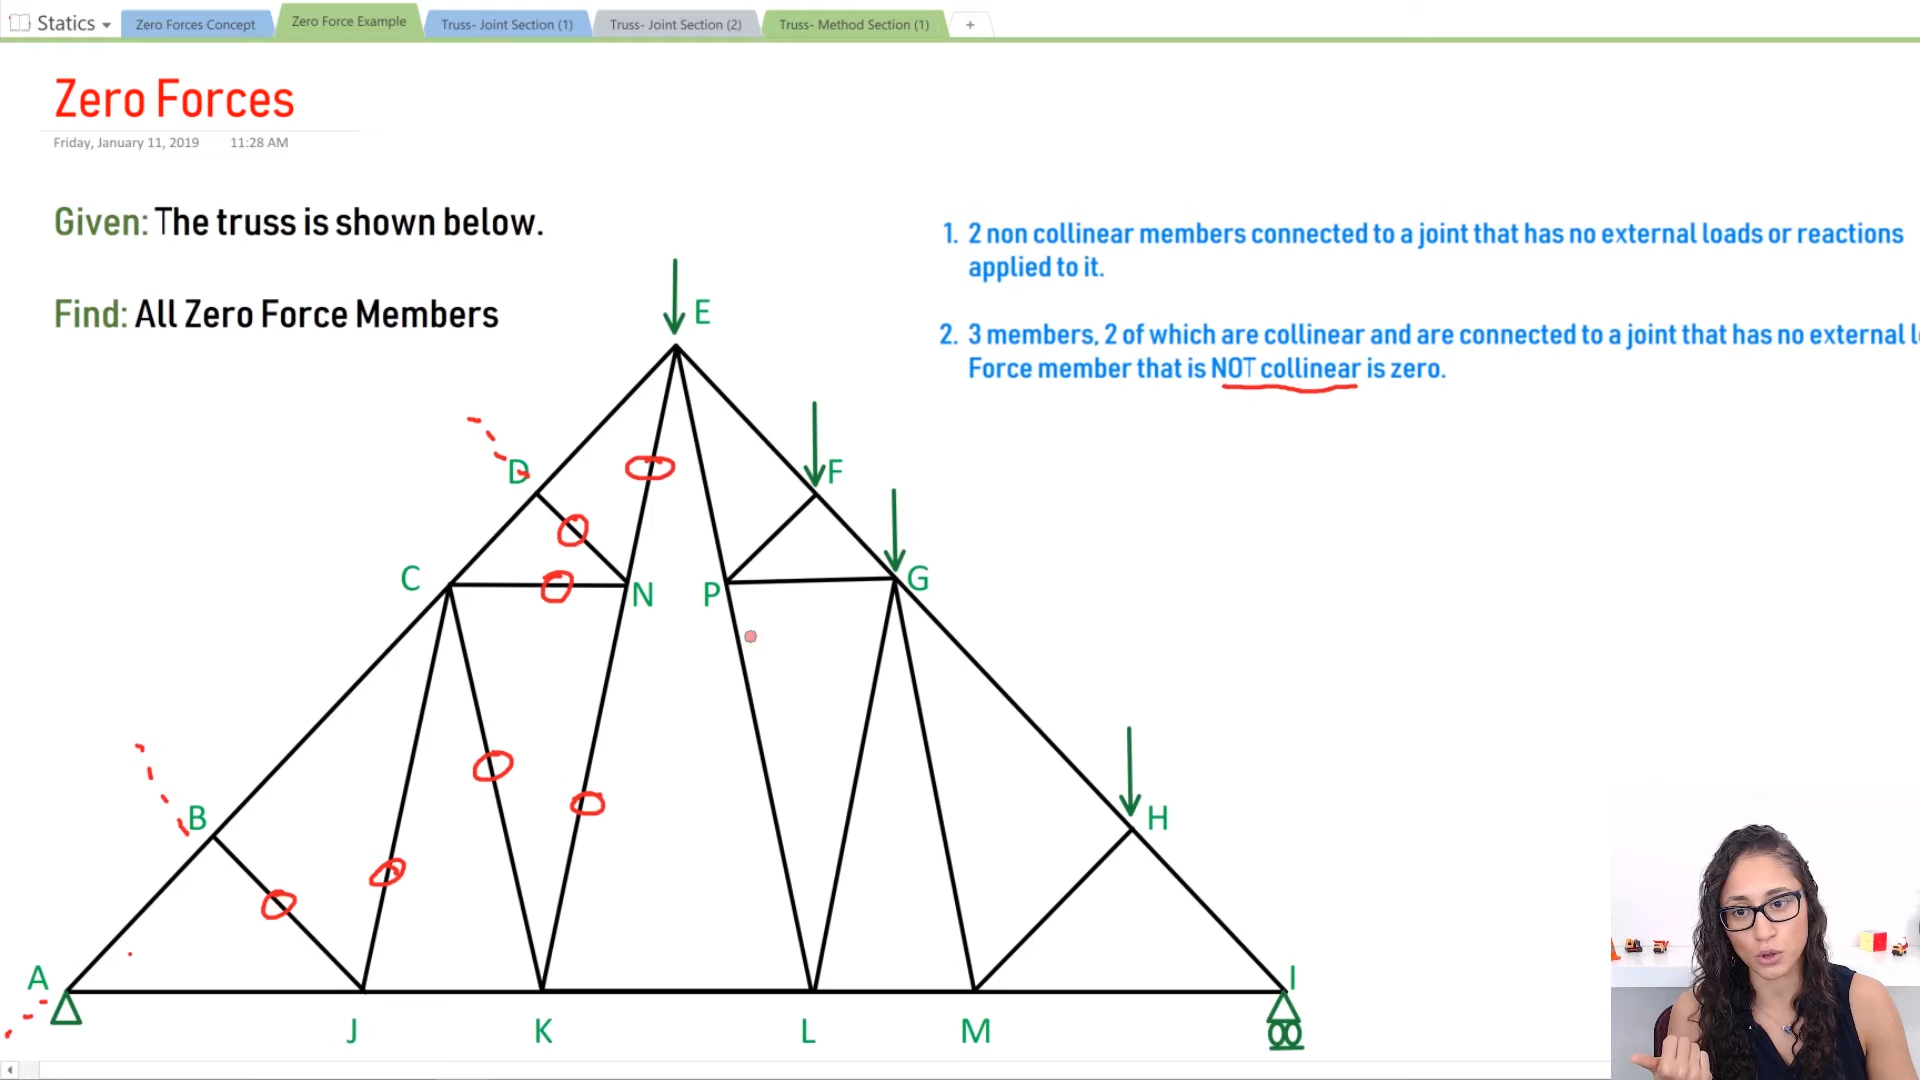 Statics
Zero Forces Concept
Zero Force Example
Truss- Joint Section (1)
Truss- Joint Section (2)
Truss- Method Section (1)
+
Zero Forces
Friday, January 11, 2019 11:28 AM
Given: The truss is shown below.
Find: All Zero Force Members
1. 2 non collinear members connected to a joint that has no external loads or reactions
applied to it.
2. 3 members, 2 of which are collinear and are connected to a joint that has no external
Force member that is NOT collinear is zero.
E
D
F
C
N
P
G
B
H
A
I
J
K
L
M